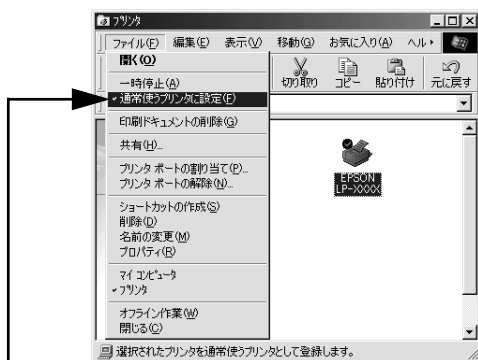 プリンタ
ファイル(F) 編集(E) 表示(V) 移動(G) お気に入り(A) ヘル
切り取り コピー 貼り付け 元に戻す
開く(O)
一時停止(A)
通常使うプリンタに設定(F)
印刷ドキュメントの削除(G)
共有(H)...
プリンタ ポートの割り当て(P)...
プリンタ ポートの解除(N)...
ショートカットの作成(S)
削除(D)
名前の変更(M)
プロパティ(R)
マイ コンピュータ
プリンタ
オフライン作業(W)
閉じる(C)
EPSON
LP-XXXX
選択されたプリンタを通常使うプリンタとして登録します。